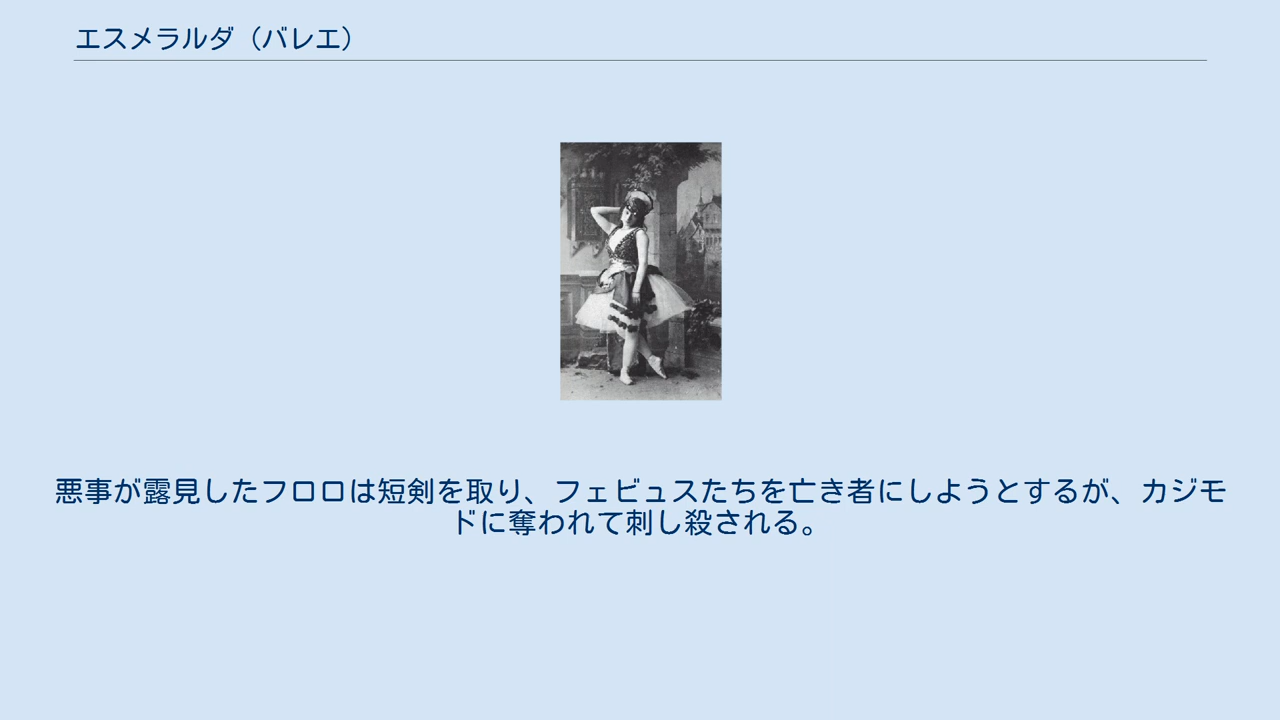 エスメラルダ（バレエ）
悪事が露見したフロロは短剣を取り、フェビュスたちを亡き者にしようとするが、カジモ
ドに奪われて刺し殺される。